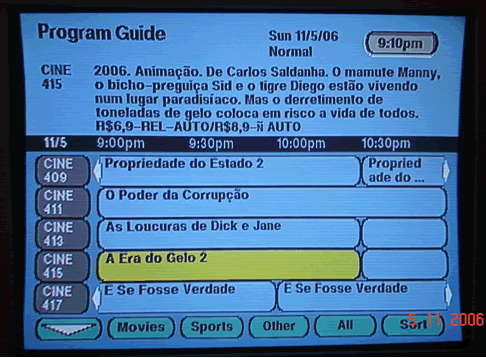 Program Guide
Sun 11/5/06
Normal
9:10pm
CINE
415
2006. Animação. De Carlos Saldanha. O mamute Manny,
o bicho-preguiça Sid e o tigre Diego estão vivendo
num lugar paradisíaco. Mas o derretimento de
toneladas de gelo coloca em risco a vida de todos.
R$6,9-REL-AUTO/R$8,9-ñ AUTO
11/5 9:00pm 9:30pm 10:00pm 10:30pm
CINE
409
Propriedade do Estado 2
Propried
ade do ...
CINE
411
O Poder da Corrupção
CINE
413
As Loucuras de Dick e Jane
CINE
415
A Era do Gelo 2
CINE
417
E Se Fosse Verdade
E Se Fosse Verdade
Movies Sports Other All Sort
5 11 2006